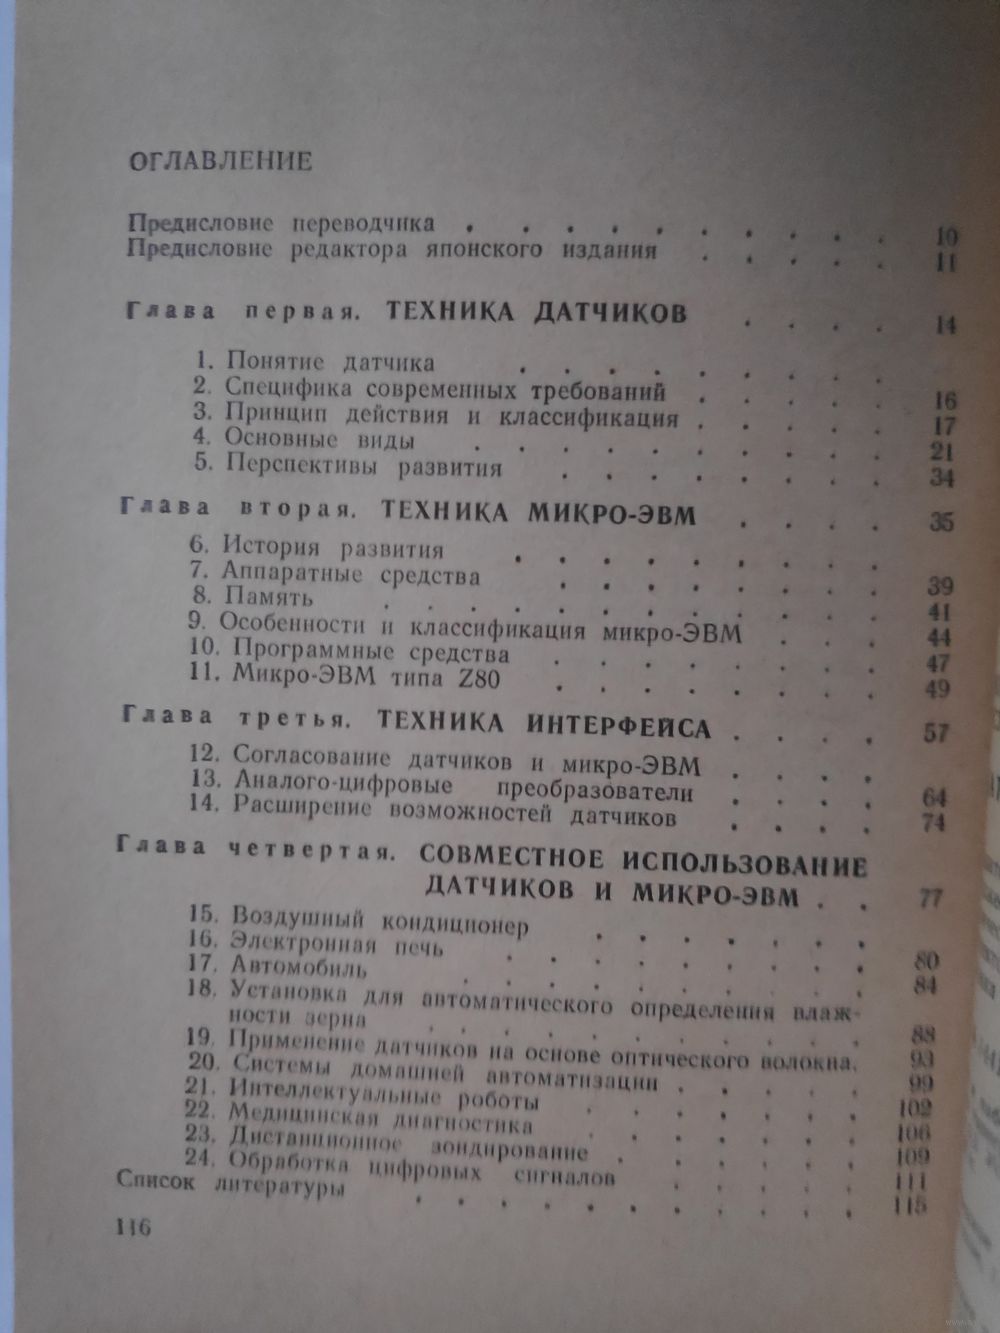 ОГЛАВЛЕНИЕ
Предисловие переводчика . . . . . . . . . . 10
Предисловие редактора японского издания . . . . . 11
Глава первая. ТЕХНИКА ДАТЧИКОВ . . . . 14
1. Понятие датчика . . . . . . . . .
2. Специфика современных требований . . . . . 16
3. Принцип действия и классификация . . . . . 17
4. Основные виды . . . . . . . . . . 21
5. Перспективы развития . . . . . . . . 34
Глава вторая. ТЕХНИКА МИКРО-ЭВМ . . . . 35
6. История развития . . . . . . . . .
7. Аппаратные средства . . . . . . . . 39
8. Память . . . . . . . . . . . . 41
9. Особенности и классификация микро-ЭВМ . . . 44
10. Программные средства . . . . . . . . 47
11. Микро-ЭВМ типа Z80 . . . . . . . . 49
Глава третья. ТЕХНИКА ИНТЕРФЕЙСА . . . . 57
12. Согласование датчиков и микро-ЭВМ . . . .
13. Аналого-цифровые преобразователи . . . . 64
14. Расширение возможностей датчиков . . . . 74
Глава четвертая. СОВМЕСТНОЕ ИСПОЛЬЗОВАНИЕ
ДАТЧИКОВ И МИКРО-ЭВМ . . 77
15. Воздушный кондиционер . . . . . . .
16. Электронная печь . . . . . . . . . 80
17. Автомобиль . . . . . . . . . . 84
18. Установка для автоматического определения влаж-
ности зерна . . . . . . . . . . . 88
19. Применение датчиков на основе оптического волокна. 93
20. Системы домашней автоматизации . . . . . 99
21. Интеллектуальные роботы . . . . . . . 102
22. Медицинская диагностика . . . . . . . 106
23. Дистанционное зондирование . . . . . . 109
24. Обработка цифровых сигналов . . . . . 111
Список литературы . . . . . . . . . . . 115
116